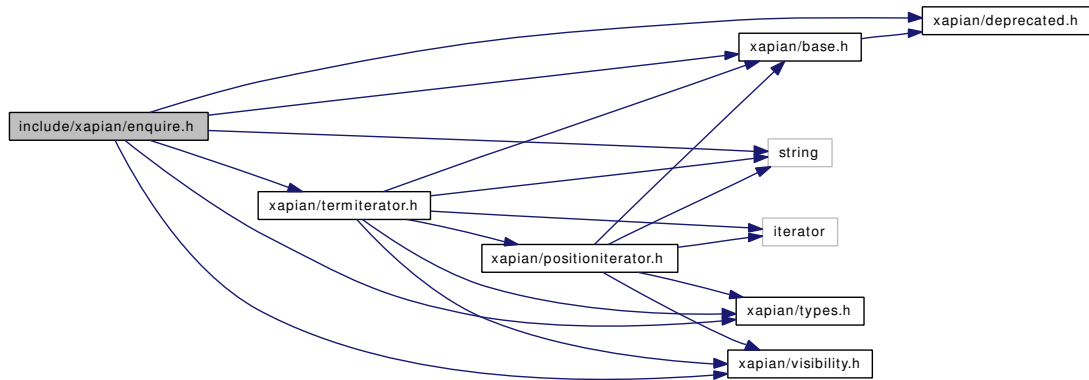 xapian/deprecated.h
xapian/base.h
include/xapian/enquire.h
string
xapian/termiterator.h
iterator
xapian/positioniterator.h
xapian/types.h
xapian/visibility.h